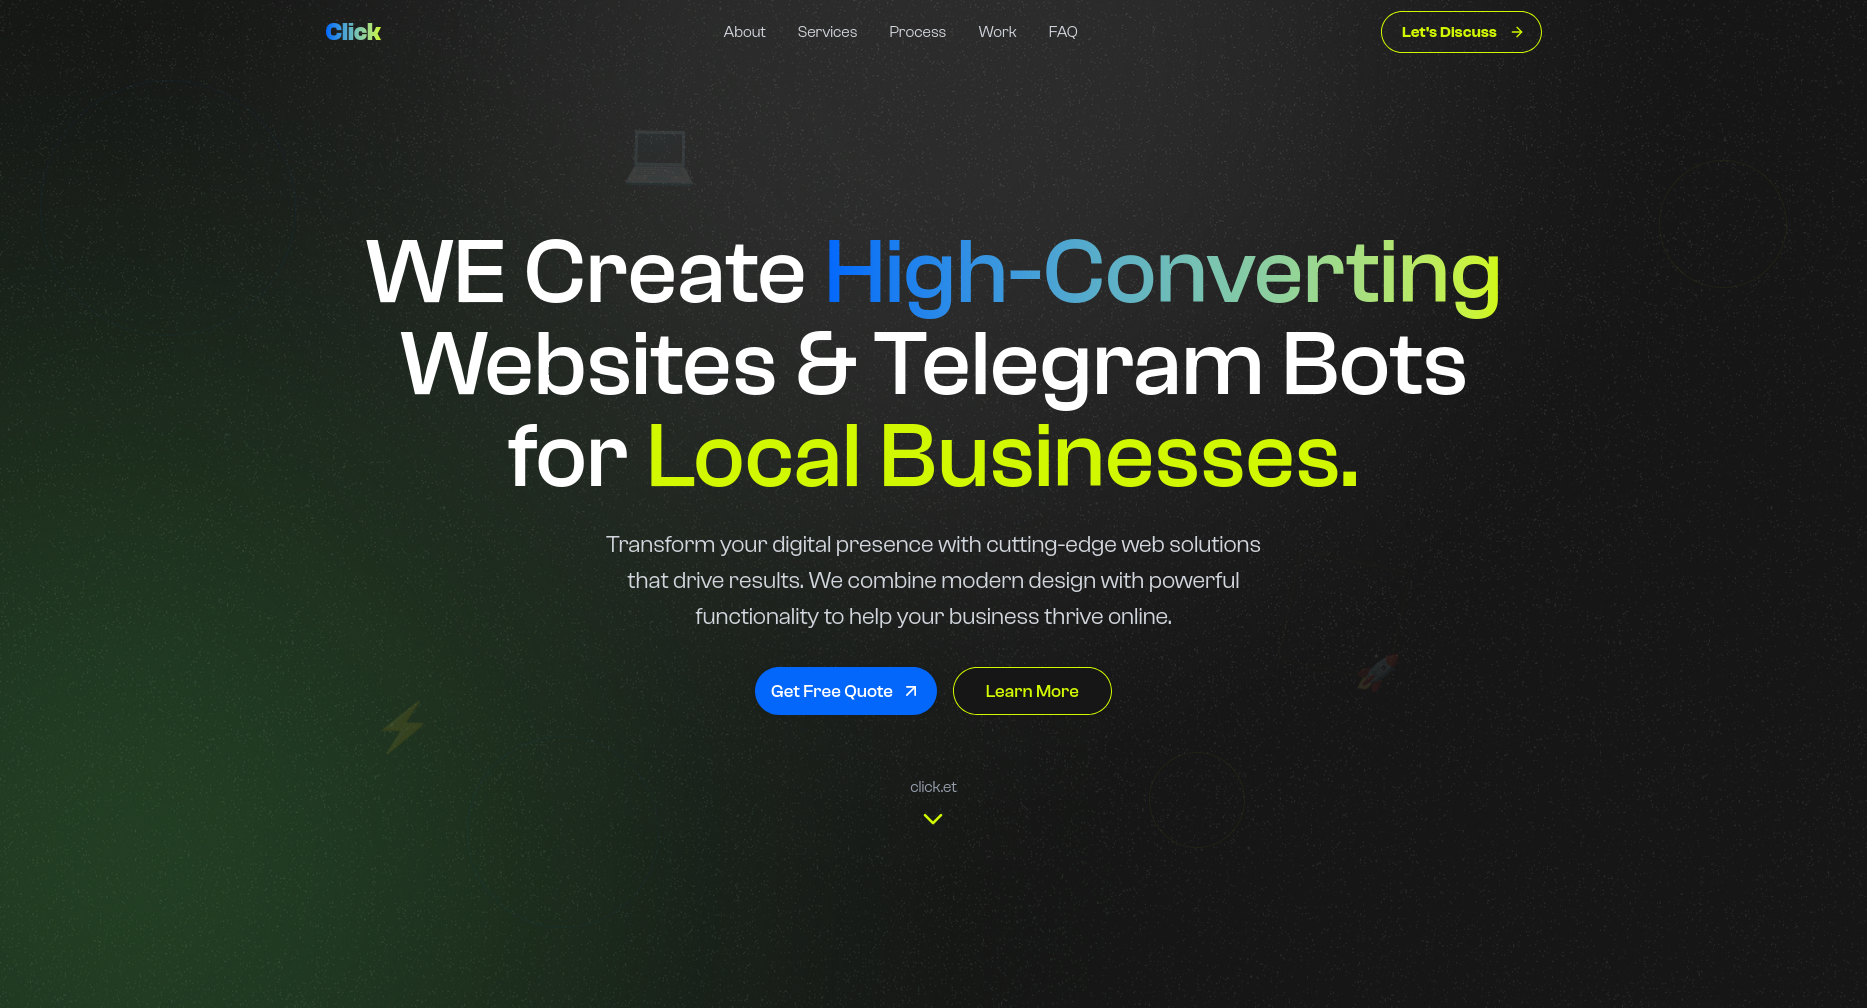 Click
About
Services
Process
Work
FAQ
Let's Discuss
WE Create High-Converting
Websites & Telegram Bots
for Local Businesses.
Transform your digital presence with cutting-edge web solutions
that drive results. We combine modern design with powerful
functionality to help your business thrive online.
Get Free Quote
Learn More
click.et